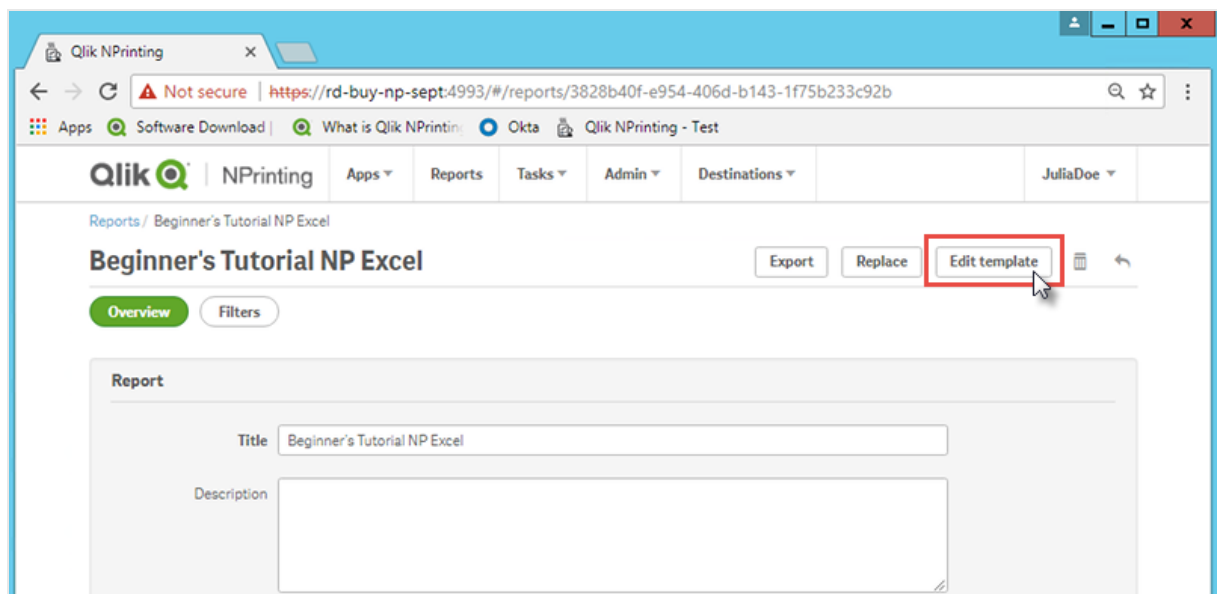 Qlik NPrinting
Not secure | https://rd-buy-np-sept:4993/#/reports/3828b40f-e954-406d-b143-1f75b233c92b
Apps Software Download | What is Qlik NPrintin Okta Qlik NPrinting - Test
Qlik NPrinting Apps Reports Tasks Admin Destinations JuliaDoe
Reports / Beginner's Tutorial NP Excel
Beginner's Tutorial NP Excel Export Replace Edit template
Overview Filters
Report
Title Beginner's Tutorial NP Excel
Description